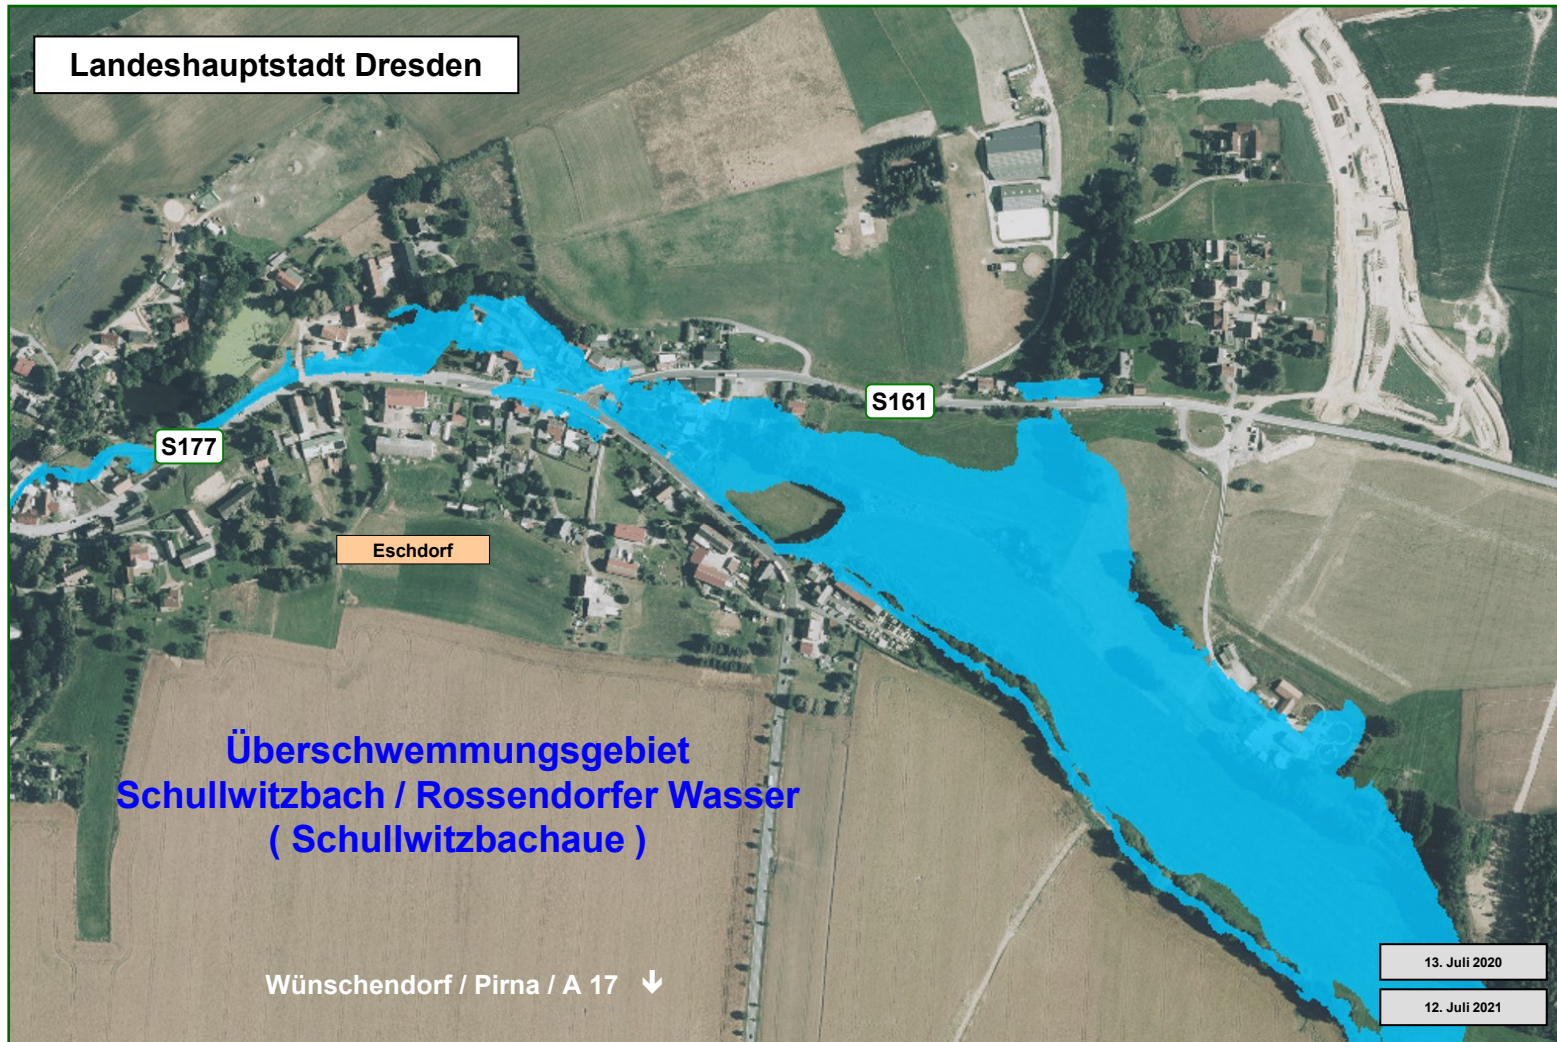 Landeshauptstadt Dresden
S161
S177
Eschdorf
Überschwemmungsgebiet
Schullwitzbach / Rossendorfer Wasser
( Schullwitzbachaue )
Wünschendorf / Pirna / A 17 ↓
13. Juli 2020
12. Juli 2021